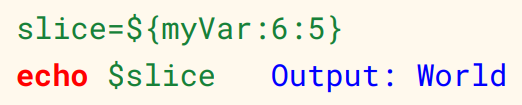 slice=${myVar:6:5}
echo $slice   Output: World